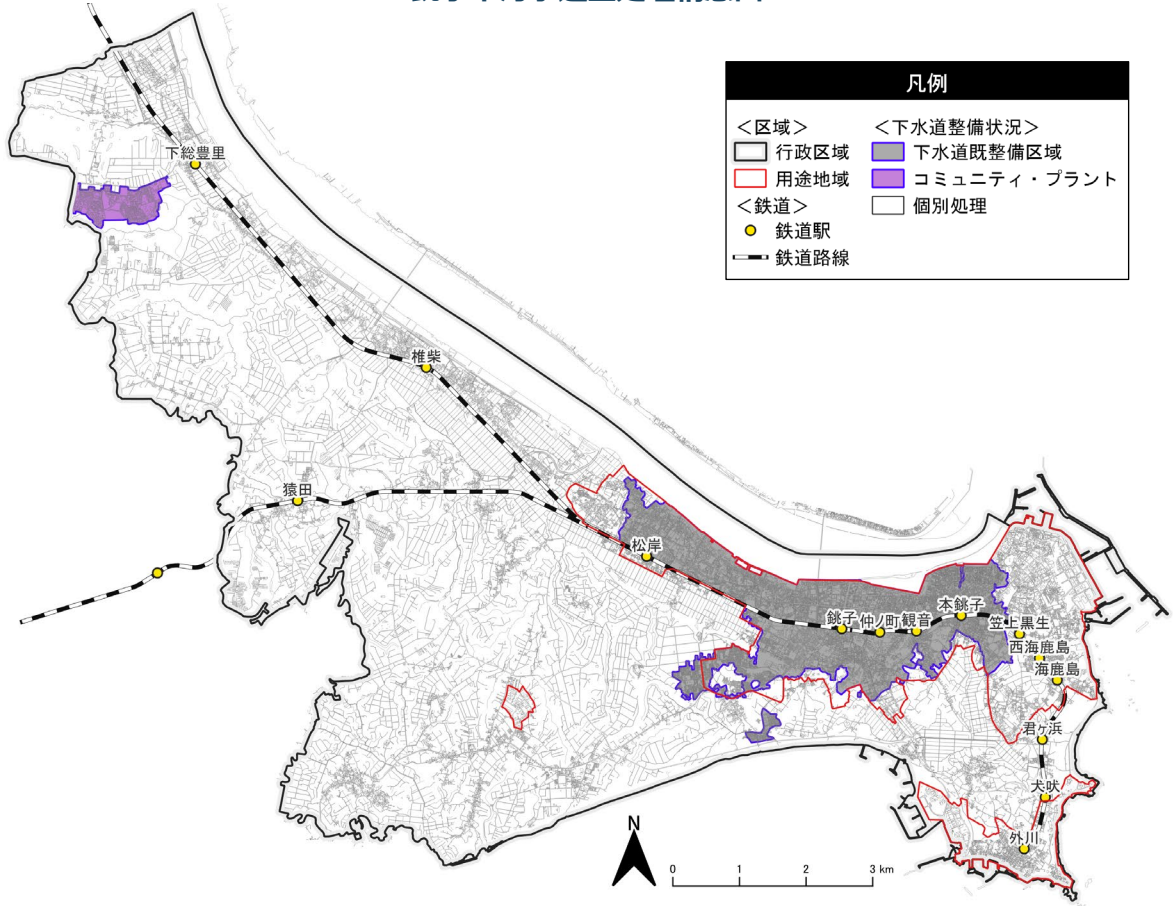 凡例
＜区域＞
行政区域
用途地域
＜鉄道＞
鉄道駅
鉄道路線
＜下水道整備状況＞
下水道既整備区域
コミュニティ・プラント
個別処理
下総豊里
椎柴
猿田
松岸
銚子
仲ノ町
観音
本銚子
笠上黒生
西海鹿島
海鹿島
君ヶ浜
犬吠
外川
N
0 1 2 3 km